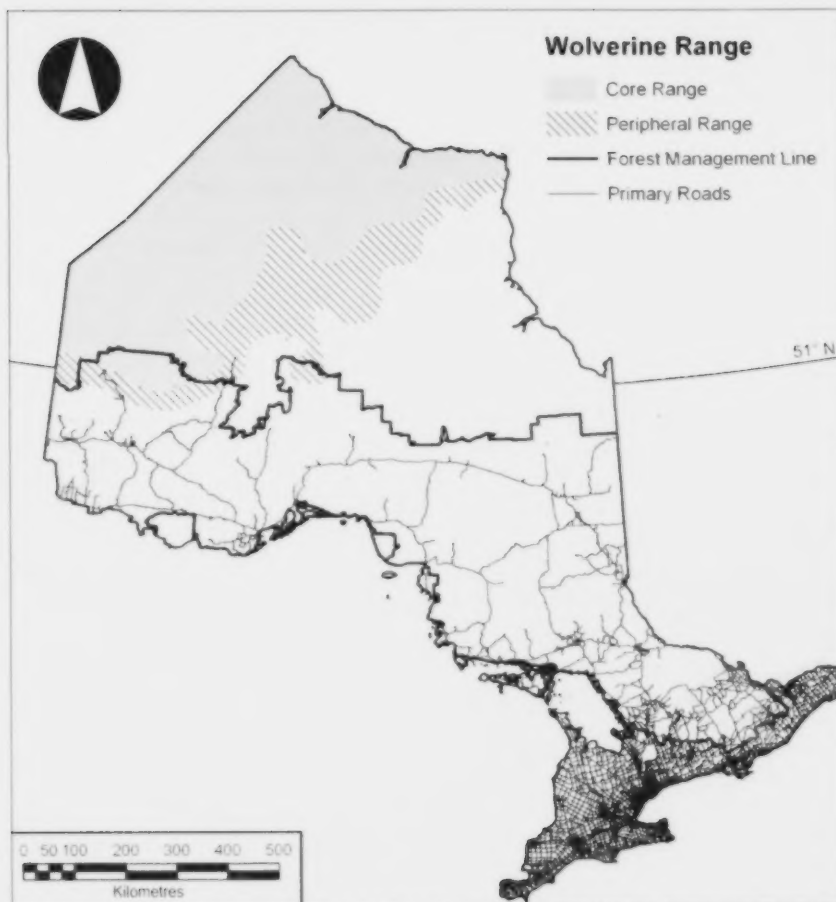 Wolverine Range
Core Range
Peripheral Range
Forest Management Line
Primary Roads
51° N
0 50 100 200 300 400 500
Kilometres